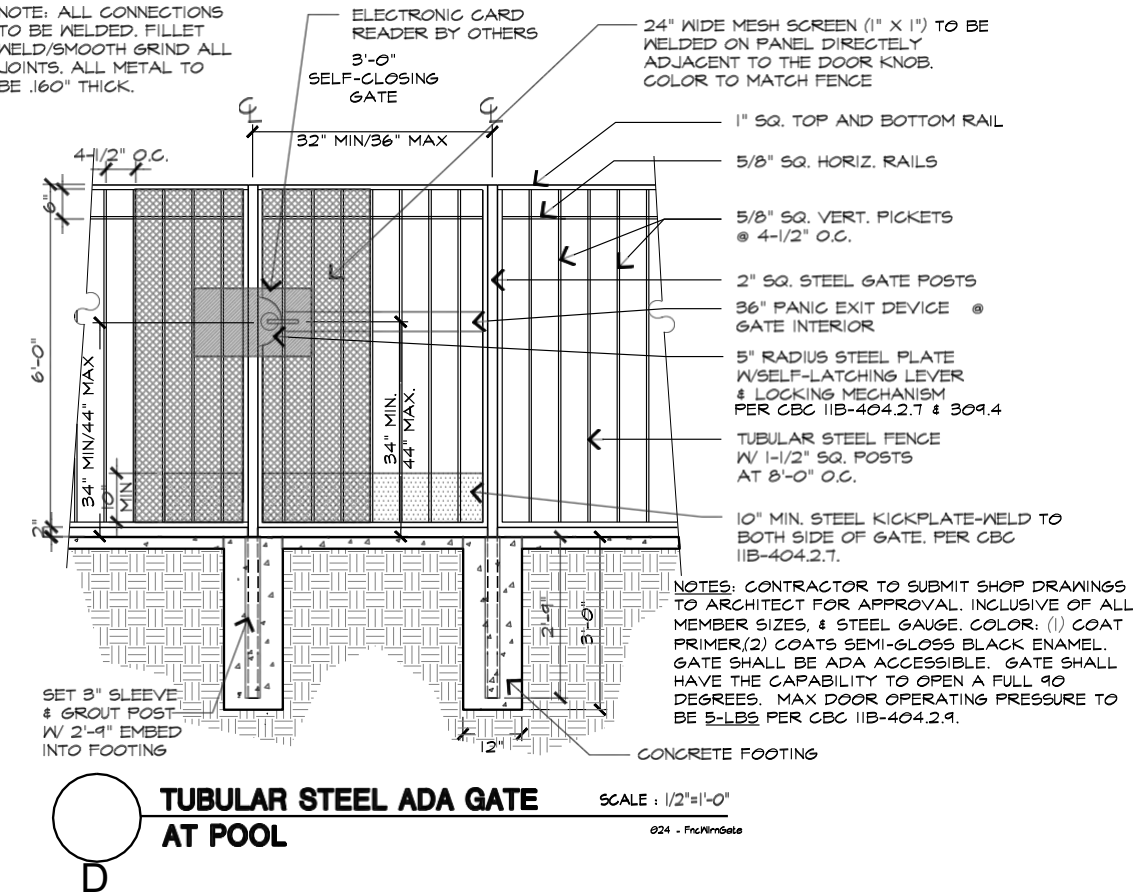 NOTE: ALL CONNECTIONS
TO BE WELDED. FILLET
WELD/SMOOTH GRIND ALL
JOINTS. ALL METAL TO
BE .160" THICK.
ELECTRONIC CARD
READER BY OTHERS
3'-0"
SELF-CLOSING
GATE
24" WIDE MESH SCREEN (1" X 1") TO BE
WELDED ON PANEL DIRECTELY
ADJACENT TO THE DOOR KNOB.
COLOR TO MATCH FENCE
CL
CL
32" MIN/36" MAX
4-1/2" O.C.
1" SQ. TOP AND BOTTOM RAIL
5/8" SQ. HORIZ. RAILS
6"
5/8" SQ. VERT. PICKETS
@ 4-1/2" O.C.
2" SQ. STEEL GATE POSTS
36" PANIC EXIT DEVICE @
GATE INTERIOR
6'-0"
5" RADIUS STEEL PLATE
W/SELF-LATCHING LEVER
& LOCKING MECHANISM
PER CBC 11B-404.2.7 & 309.4
34" MIN/44" MAX
34" MIN.
44" MAX.
TUBULAR STEEL FENCE
W/ 1-1/2" SQ. POSTS
AT 8'-0" O.C.
10"
MIN
2"
10" MIN. STEEL KICKPLATE-WELD TO
BOTH SIDE OF GATE. PER CBC
11B-404.2.7.
NOTES: CONTRACTOR TO SUBMIT SHOP DRAWINGS
TO ARCHITECT FOR APPROVAL. INCLUSIVE OF ALL
MEMBER SIZES, & STEEL GAUGE. COLOR: (1) COAT
PRIMER,(2) COATS SEMI-GLOSS BLACK ENAMEL.
GATE SHALL BE ADA ACCESSIBLE. GATE SHALL
HAVE THE CAPABILITY TO OPEN A FULL 90
DEGREES. MAX DOOR OPERATING PRESSURE TO
BE 5-LBS PER CBC 11B-404.2.9.
2'-9"
3'-0"
SET 3" SLEEVE
& GROUT POST
W/ 2'-9" EMBED
INTO FOOTING
12"
CONCRETE FOOTING
TUBULAR STEEL ADA GATE
AT POOL
SCALE : 1/2"=1'-0"
024 - FncWrnGate
D